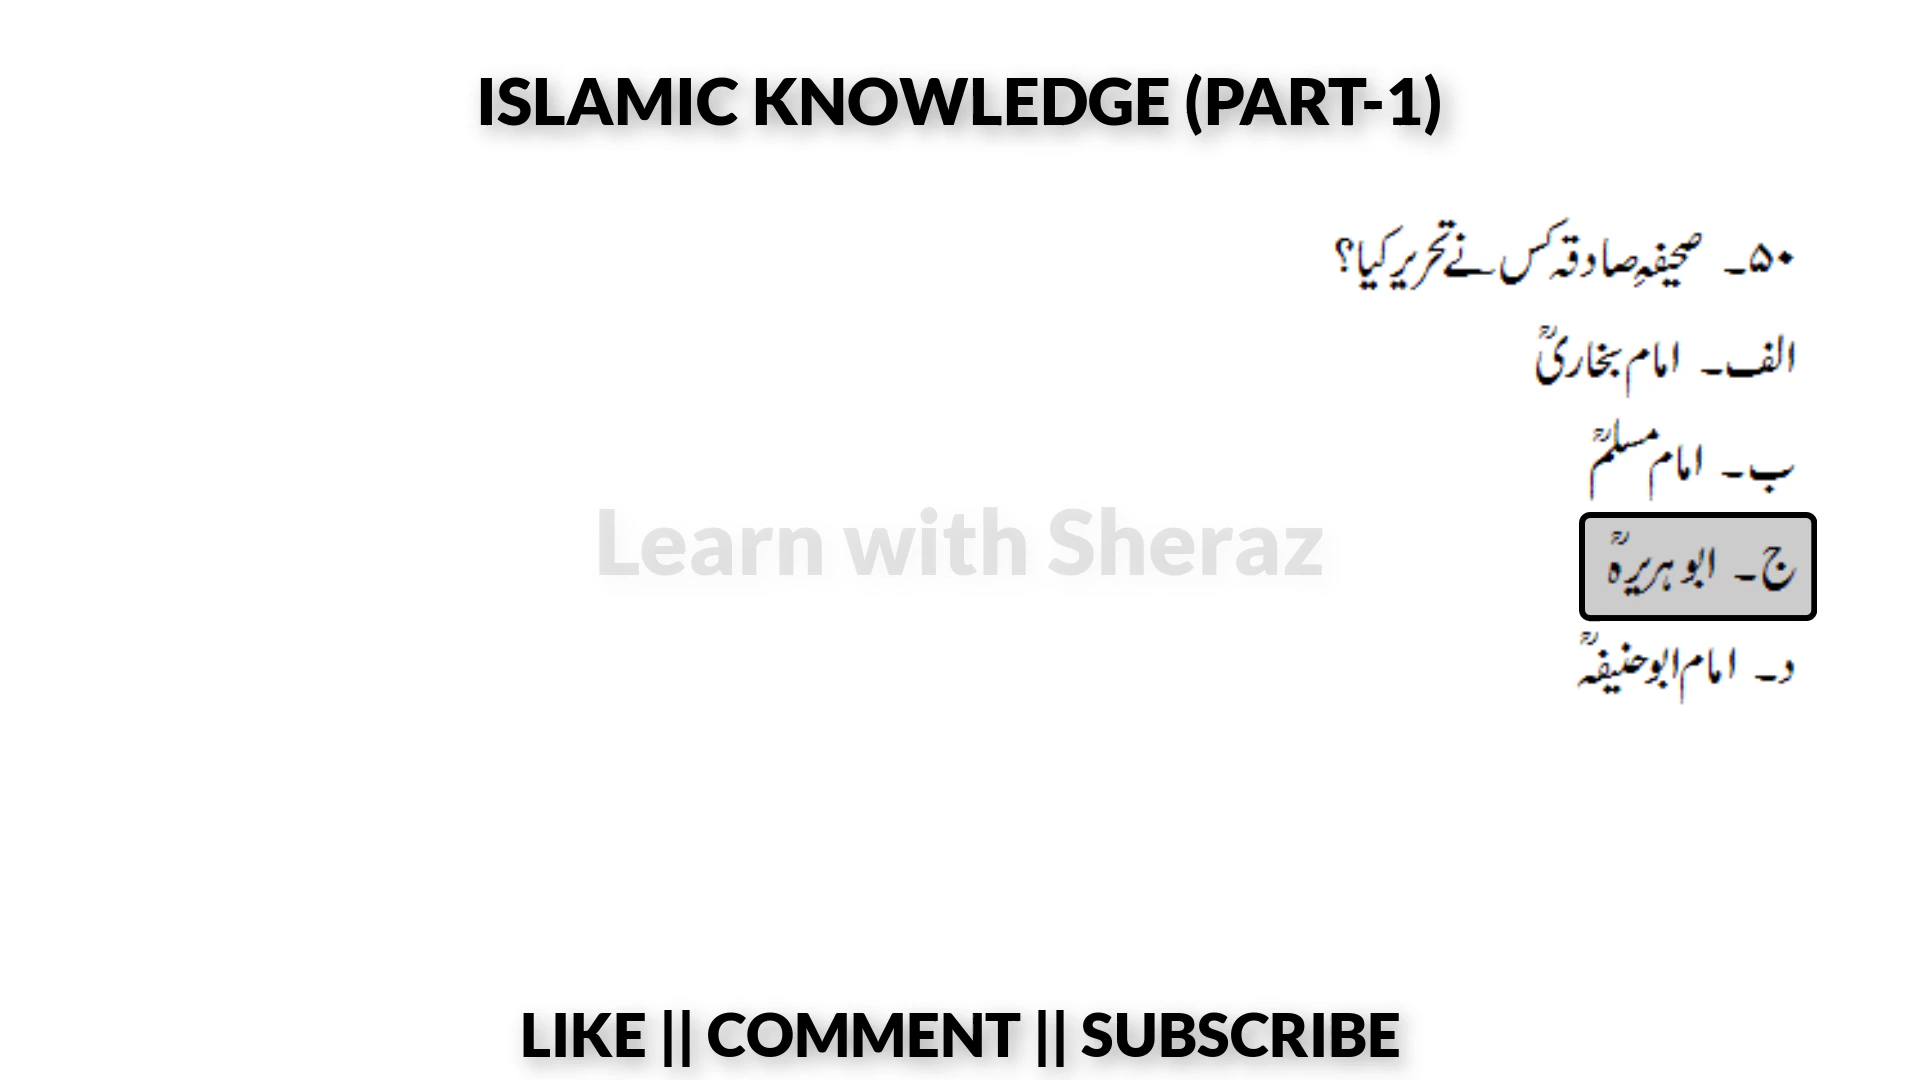 ISLAMIC KNOWLEDGE (PART-1)
۵۰۔ صحیفہِ صادقہ کس نے تحریر کیا؟
الف۔ امام بخاریؒ
ب۔ امام مسلمؒ
Learn with Sheraz
ج۔ ابو ہریرہؒ
د۔ امام ابو حنیفہؒ
LIKE || COMMENT || SUBSCRIBE